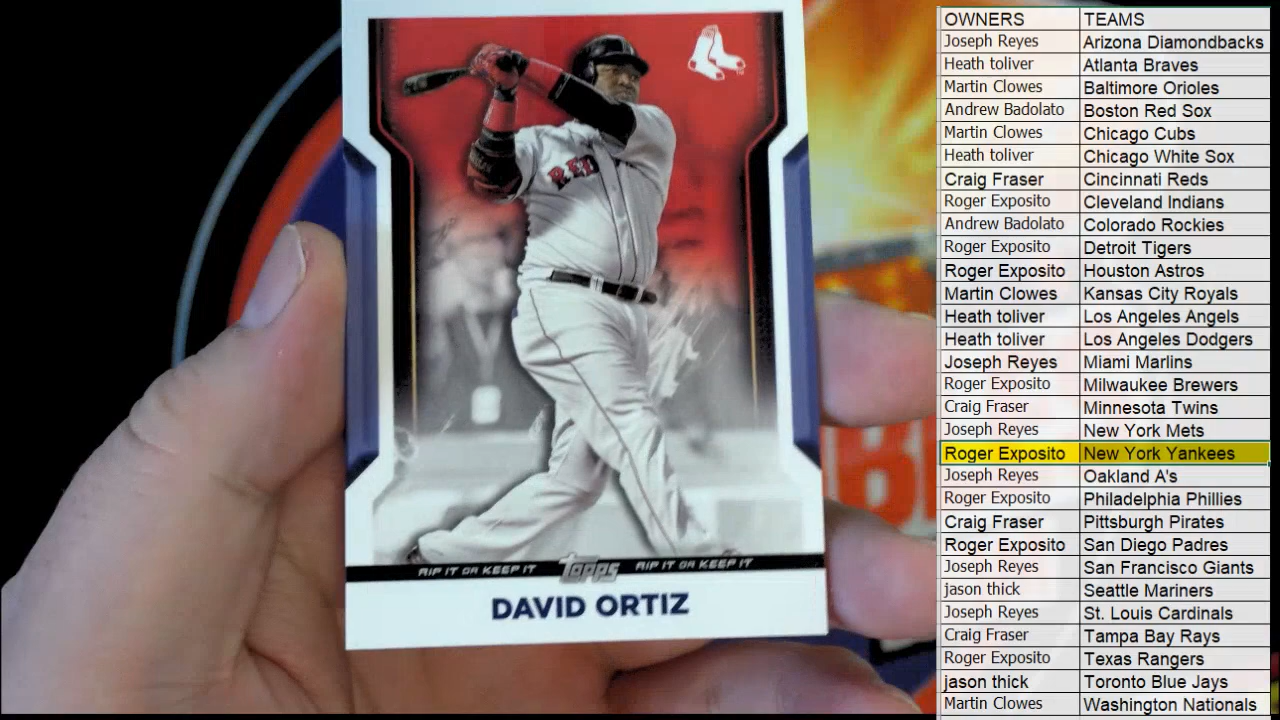 RED
RIP IT OR KEEP IT Topps RIP IT OR KEEP IT
DAVID ORTIZ
OWNERS TEAMS
Joseph Reyes Arizona Diamondbacks
Heath toliver Atlanta Braves
Martin Clowes Baltimore Orioles
Andrew Badolato Boston Red Sox
Martin Clowes Chicago Cubs
Heath toliver Chicago White Sox
Craig Fraser Cincinnati Reds
Roger Exposito Cleveland Indians
Andrew Badolato Colorado Rockies
Roger Exposito Detroit Tigers
Roger Exposito Houston Astros
Martin Clowes Kansas City Royals
Heath toliver Los Angeles Angels
Heath toliver Los Angeles Dodgers
Joseph Reyes Miami Marlins
Roger Exposito Milwaukee Brewers
Craig Fraser Minnesota Twins
Joseph Reyes New York Mets
Roger Exposito New York Yankees
Joseph Reyes Oakland A's
Roger Exposito Philadelphia Phillies
Craig Fraser Pittsburgh Pirates
Roger Exposito San Diego Padres
Joseph Reyes San Francisco Giants
jason thick Seattle Mariners
Joseph Reyes St. Louis Cardinals
Craig Fraser Tampa Bay Rays
Roger Exposito Texas Rangers
jason thick Toronto Blue Jays
Martin Clowes Washington Nationals